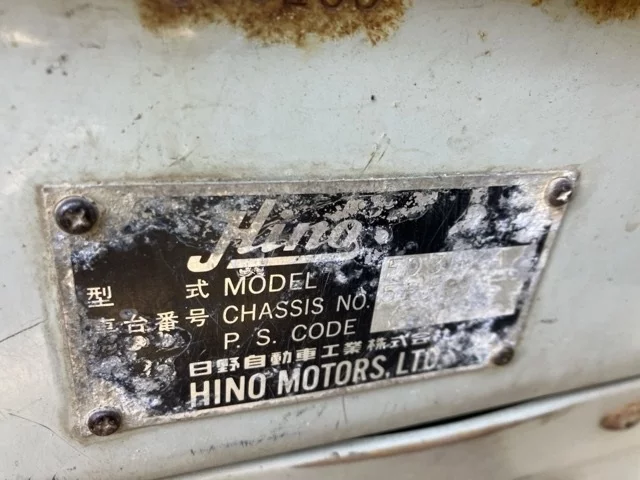 Hino
型 式 MODEL
車台番号 CHASSIS NO.
P. S. CODE
日野自動車工業株式会
HINO MOTORS, LTD.